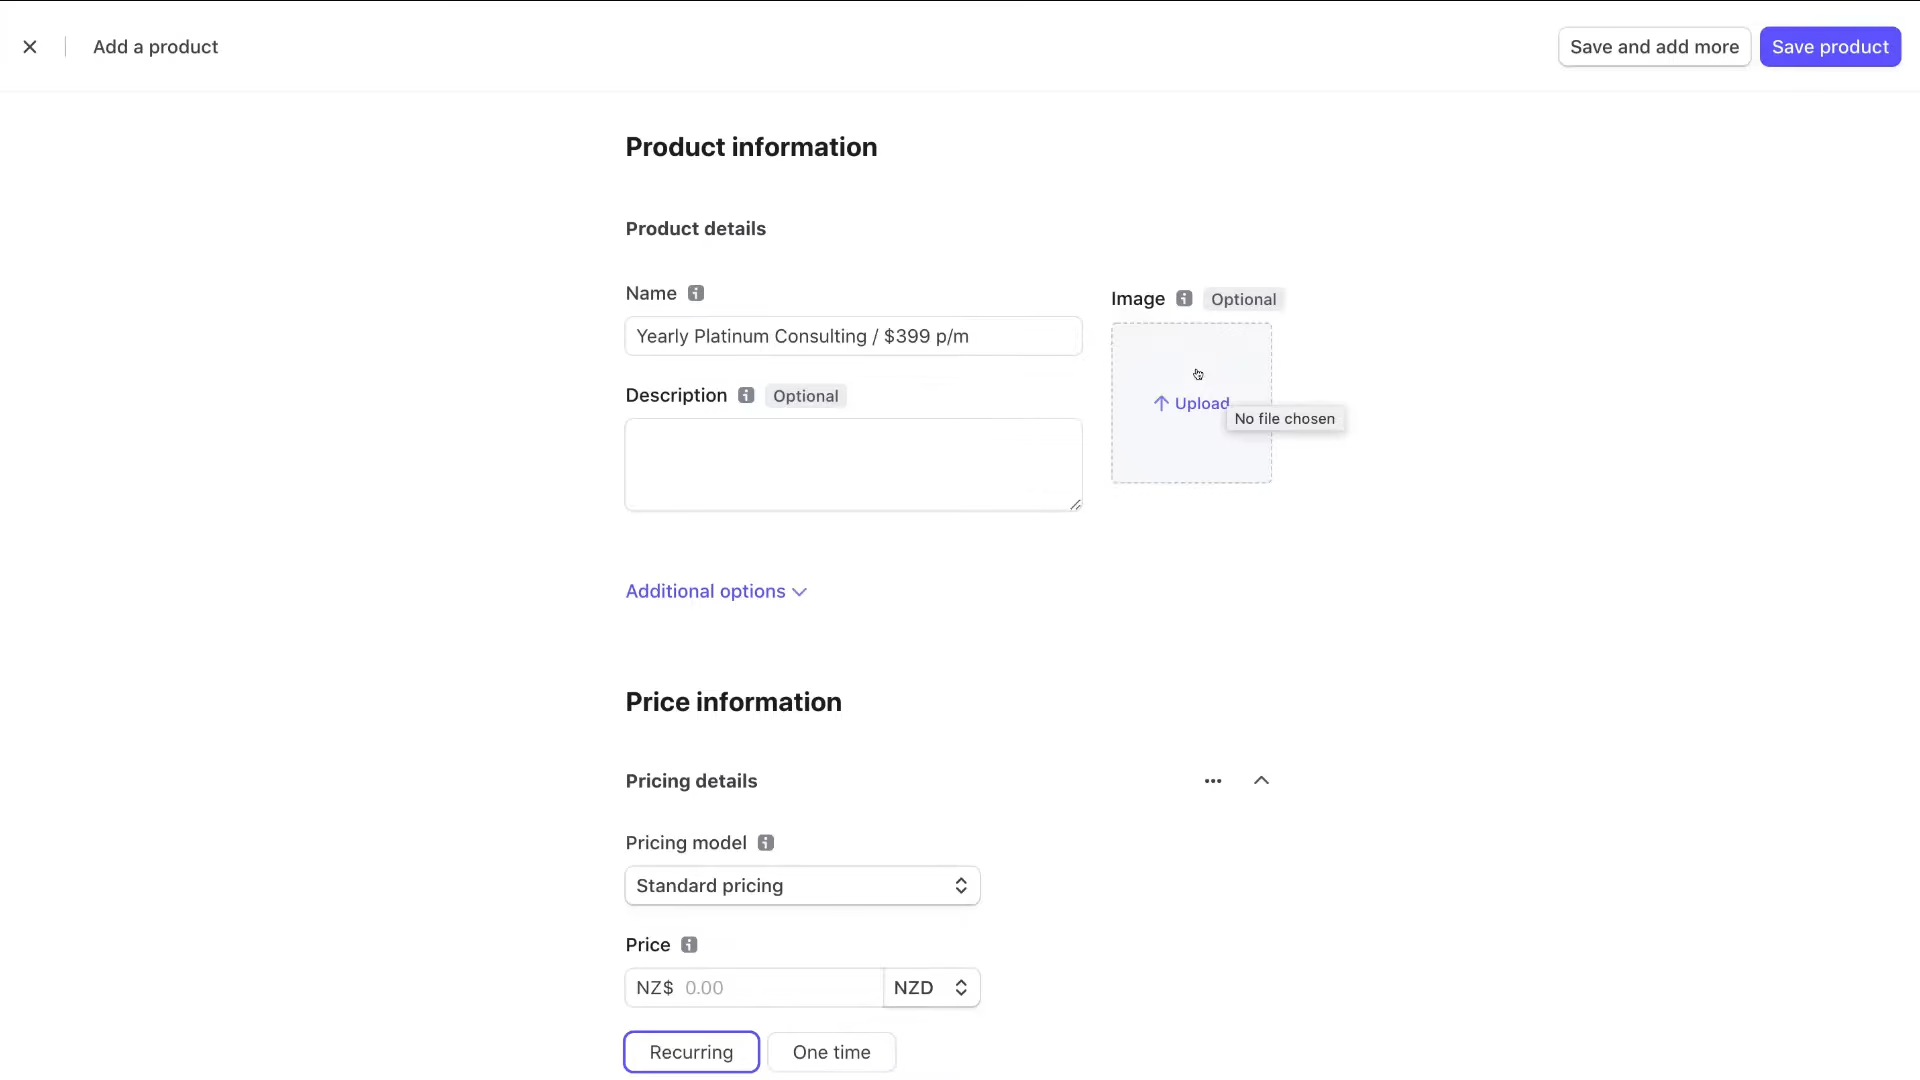 Add a product
Save and add more
Save product
Product information
Product details
Name
Image Optional
Yearly Platinum Consulting / $399 p/m
Description Optional
Upload
No file chosen
Additional options
Price information
Pricing details
Pricing model
Standard pricing
Price
NZ$ 0.00 NZD
Recurring One time